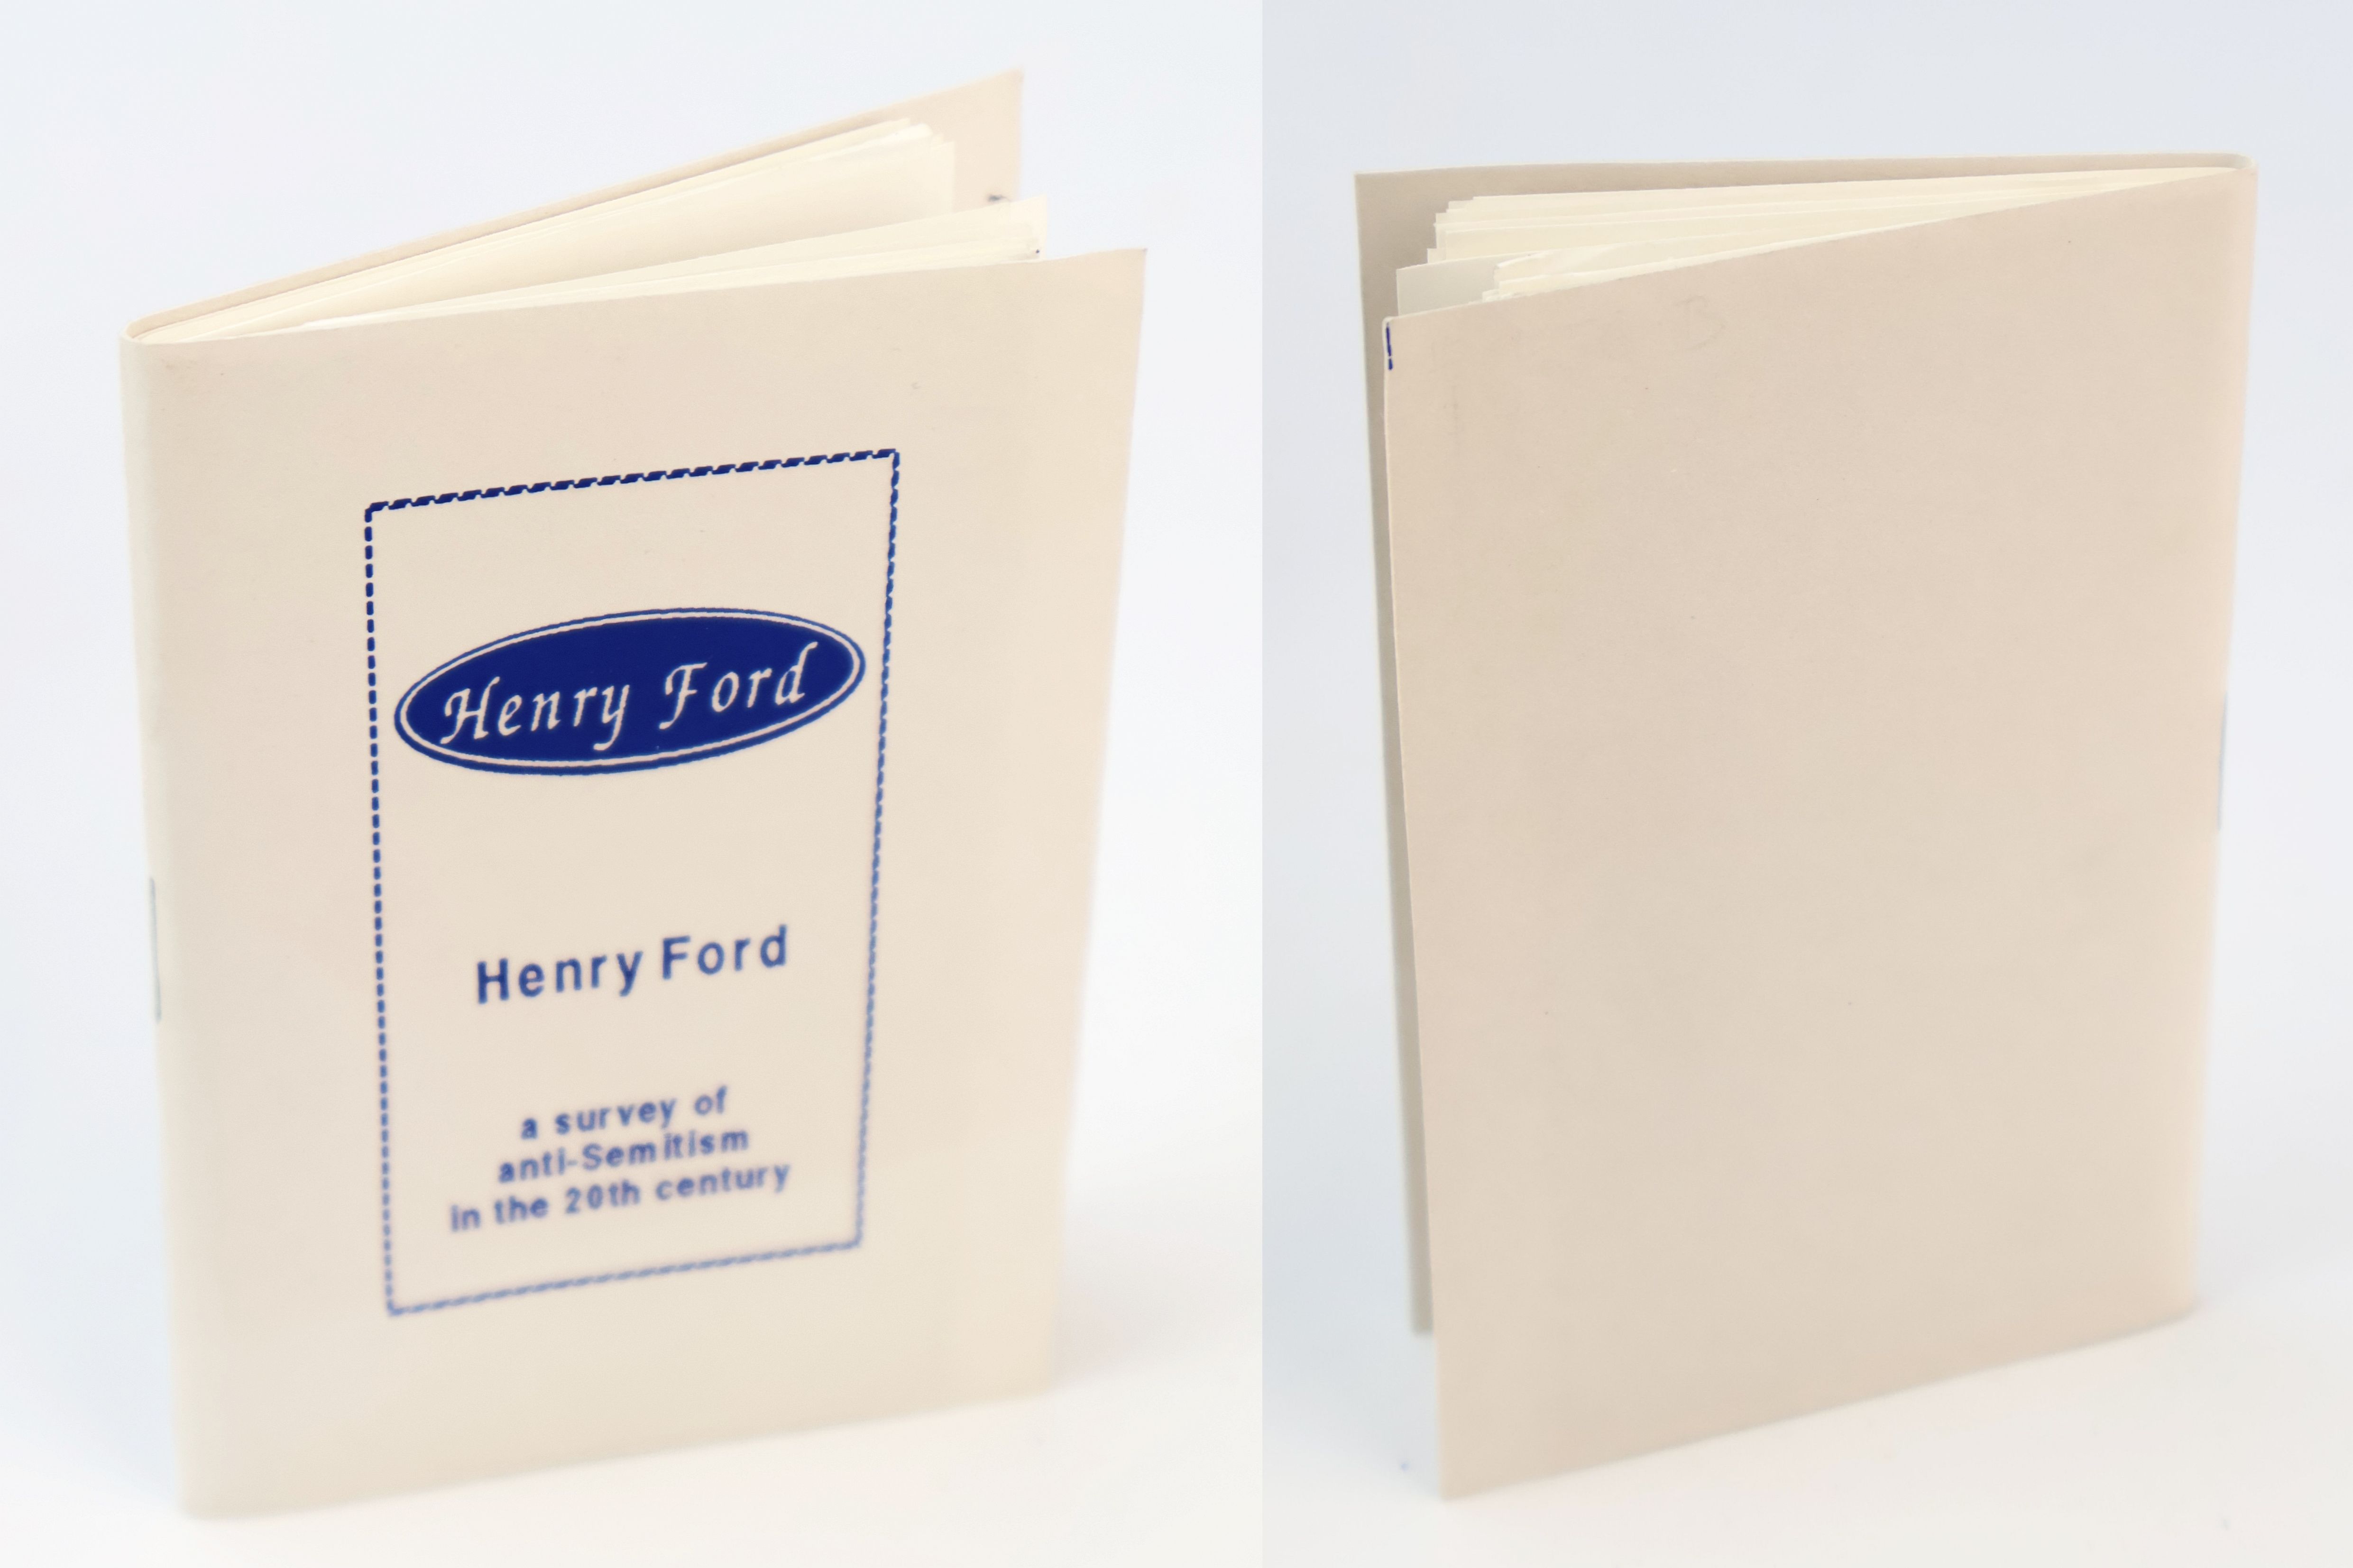 Henry Ford
Henry Ford
a survey of
anti-Semitism
in the 20th century